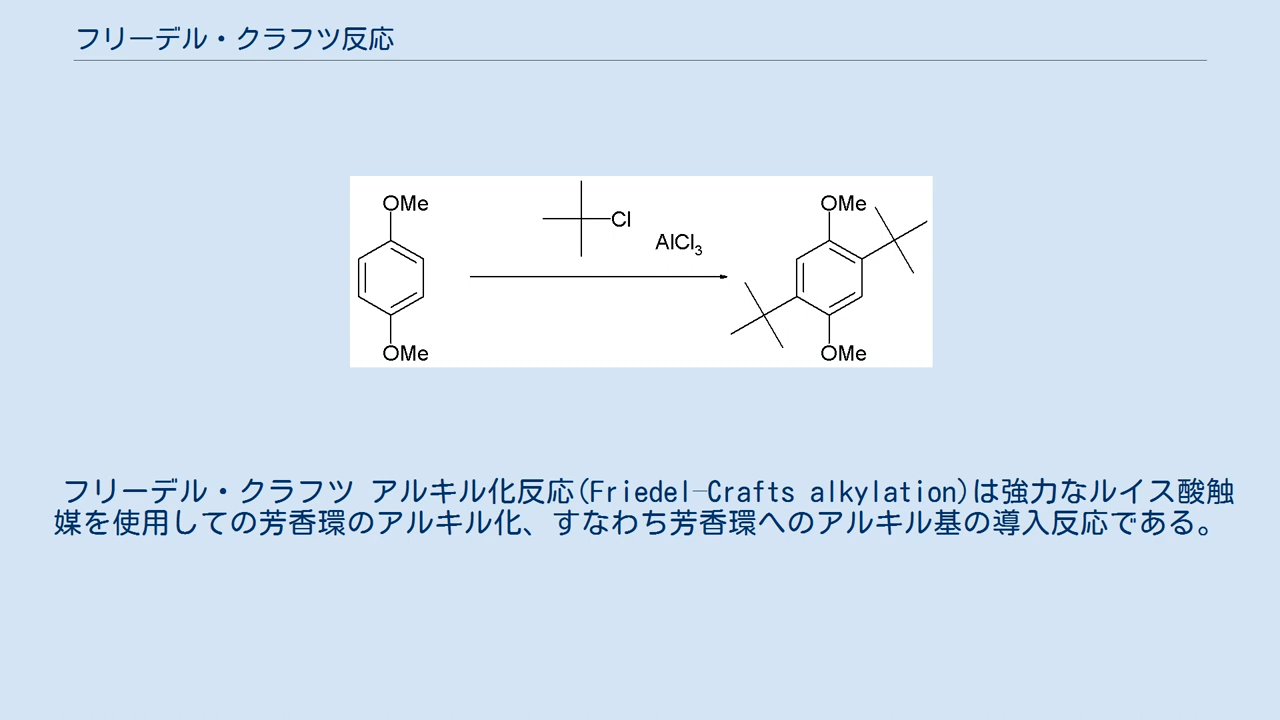 フリーデル・クラフツ反応
OMe
OMe
Cl
AlCl₃
OMe
OMe
フリーデル・クラフツ アルキル化反応(Friedel-Crafts alkylation)は強力なルイス酸触
媒を使用しての芳香環のアルキル化、すなわち芳香環へのアルキル基の導入反応である。